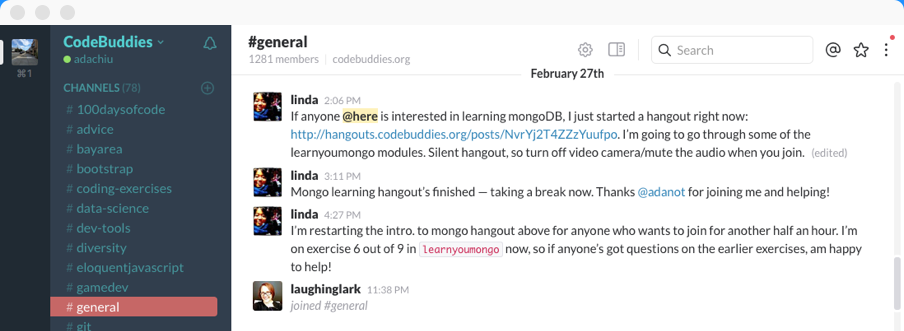 CodeBuddies
adachiu
⌘1
CHANNELS (78)
# 100daysofcode
# advice
# bayarea
# bootstrap
# coding-exercises
# data-science
# dev-tools
# diversity
# eloquentjavascript
# gamedev
# general
# git
#general
1281 members | codebuddies.org
Search
February 27th
linda 2:06 PM
If anyone @here is interested in learning mongoDB, I just started a hangout right now:
http://hangouts.codebuddies.org/posts/NvrYj2T4ZZzYuufpo. I'm going to go through some of the
learnyoumongo modules. Silent hangout, so turn off video camera/mute the audio when you join. (edited)
linda 3:11 PM
Mongo learning hangout's finished — taking a break now. Thanks @adanot for joining me and helping!
linda 4:27 PM
I'm restarting the intro. to mongo hangout above for anyone who wants to join for another half an hour. I'm
on exercise 6 out of 9 in learnyoumongo now, so if anyone's got questions on the earlier exercises, am happy
to help!
laughinglark 11:38 PM
joined #general